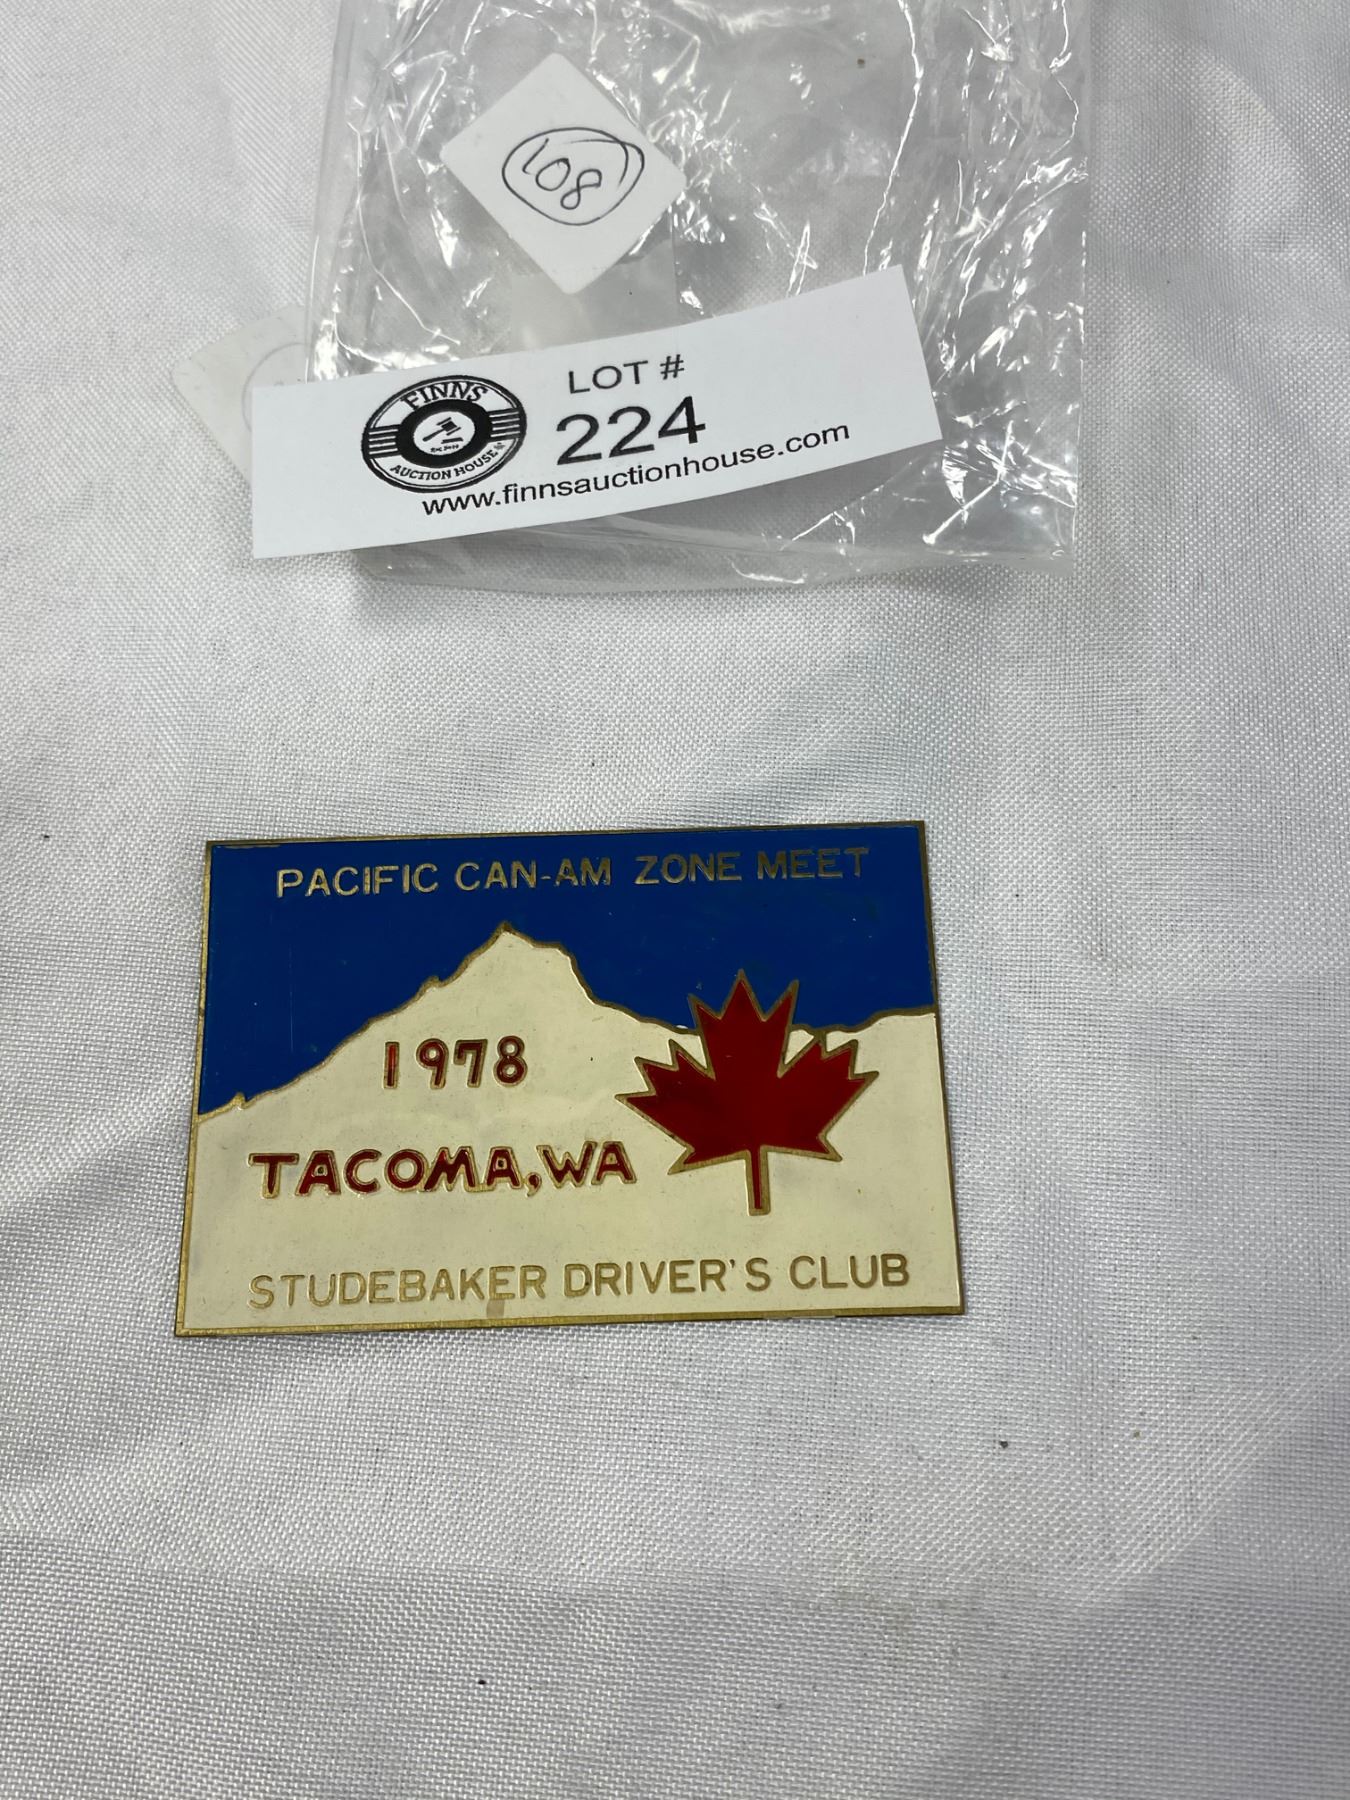 108
FINNS
AUCTION HOUSE
LOT #
224
www.finnsauctionhouse.com
PACIFIC CAN-AM ZONE MEET
1978
TACOMA, WA
STUDEBAKER DRIVER'S CLUB